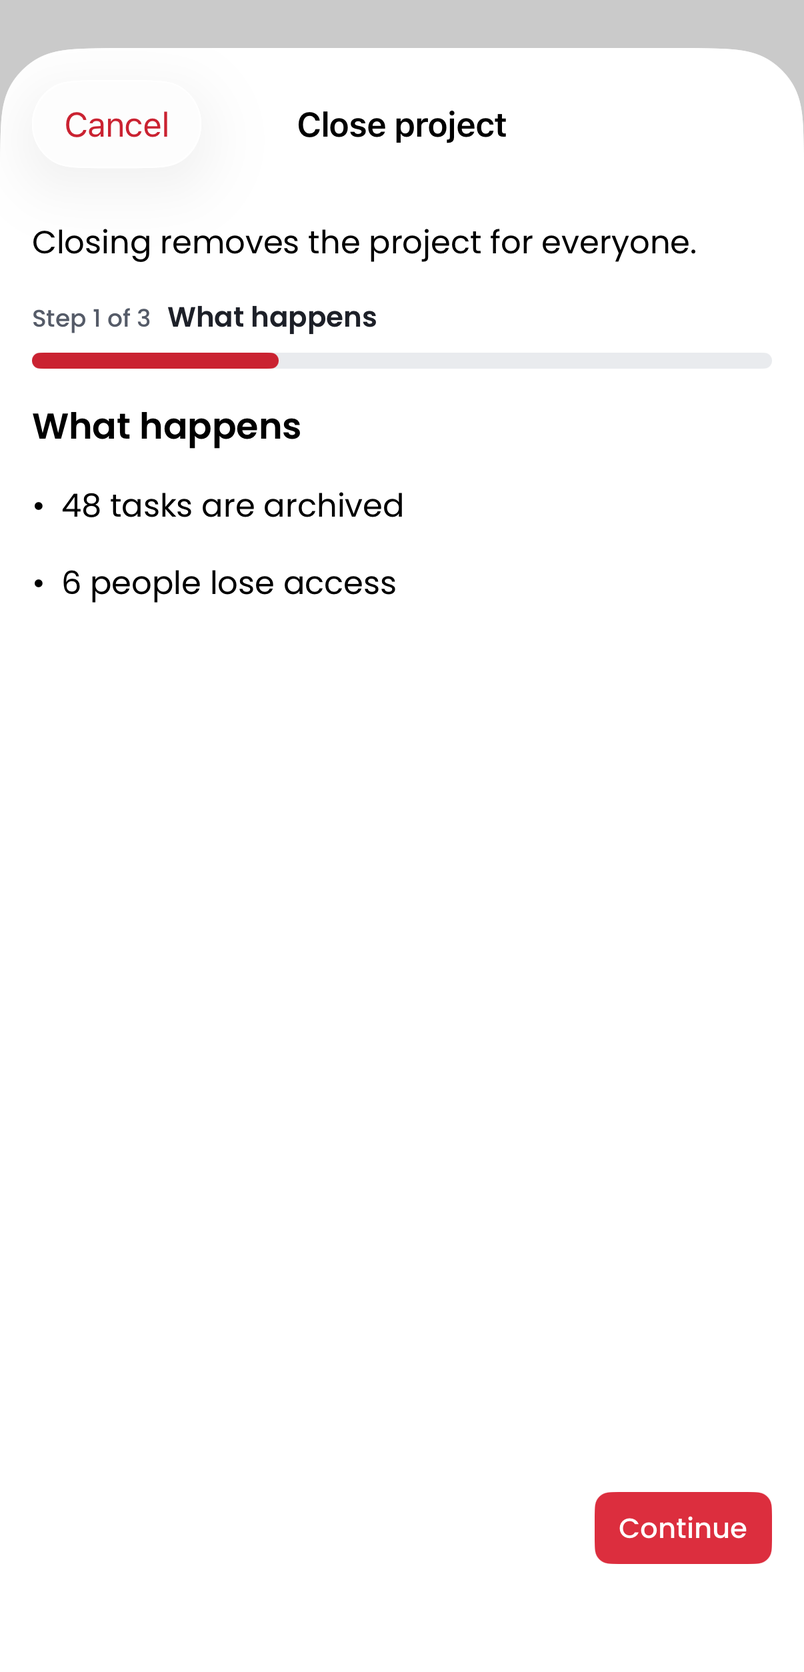 Cancel
Close project
Closing removes the project for everyone.
Step 1 of 3 What happens
What happens
• 48 tasks are archived
• 6 people lose access
Continue